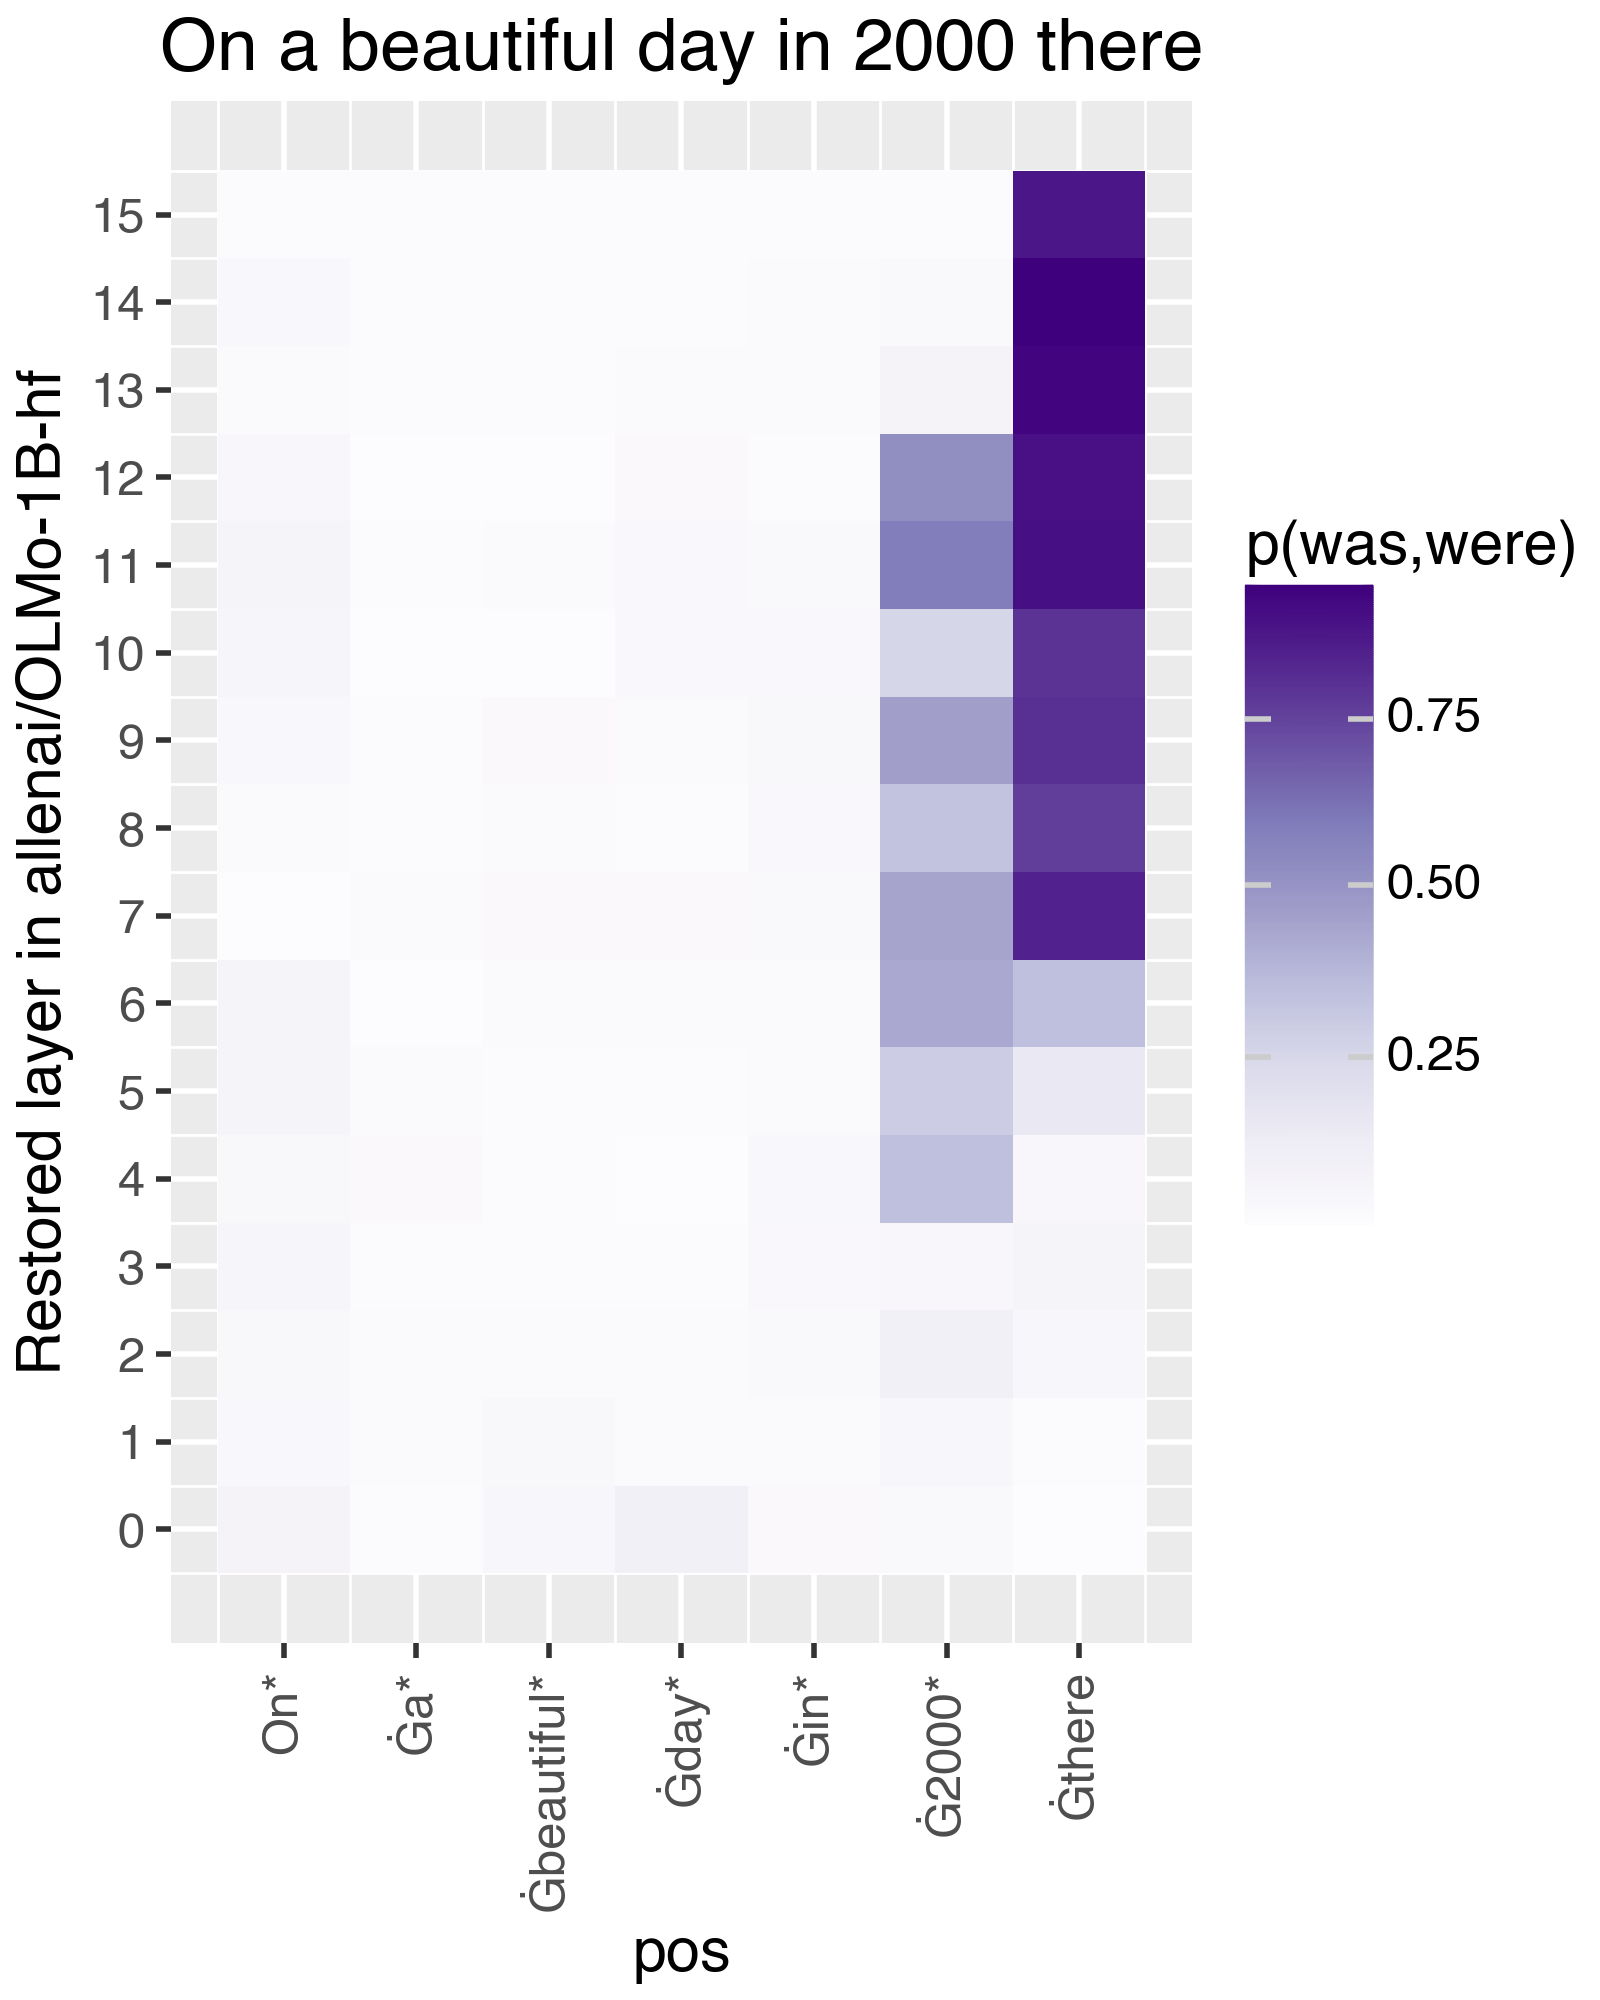 On a beautiful day in 2000 there
Restored layer in allenai/OLMo-1B-hf
15
14
13
12
11
10
9
8
7
6
5
4
3
2
1
0
On*
Ġa*
Ġbeautiful*
Ġday*
Ġin*
Ġ2000*
Ġthere
pos
p(was,were)
0.75
0.50
0.25